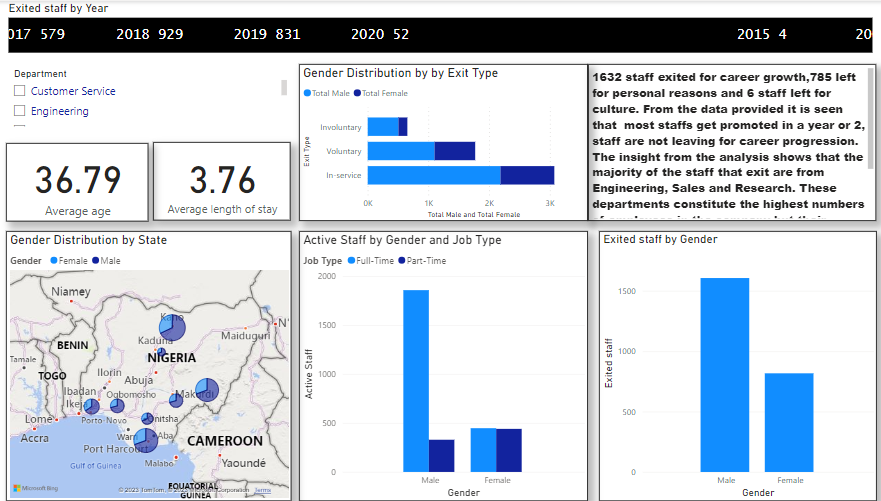 Exited staff by Year
017 579 2018 929 2019 831 2020 52 2015 4 20
Department
Customer Service
Engineering
36.79
Average age
3.76
Average length of stay
Gender Distribution by by Exit Type
Total Male Total Female
Exit Type
Involuntary
Voluntary
In-service
0K 1K 2K 3K
Total Male and Total Female
1632 staff exited for career growth,785 left
for personal reasons and 6 staff left for
culture. From the data provided it is seen
that most staffs get promoted in a year or 2,
staff are not leaving for career progression.
The insight from the analysis shows that the
majority of the staff that exit are from
Engineering, Sales and Research. These
departments constitute the highest numbers
Gender Distribution by State
Gender Female Male
Niamey
Kano
Maiduguri
N'
Kaduna
BENIN
NIGERIA
Tamale
TOGO
Ilorin
Abuja
Ibadan
Ogbomosho
Makurdi
Ikeja
Lome
Porto-Novo
Onitsha
Accra
Warri
Aba
CAMEROON
Port Harcourt
Gulf of Guinea
Malabo
Yaoundé
EQUATORIAL
GUINEA
Microsoft Bing
© 2023 TomTom, © 2023 Microsoft Corporation Terms
Active Staff by Gender and Job Type
Job Type Full-Time Part-Time
Active Staff
2000
1500
1000
500
0
Male Female
Gender
Exited staff by Gender
Exited staff
1500
1000
500
0
Male Female
Gender